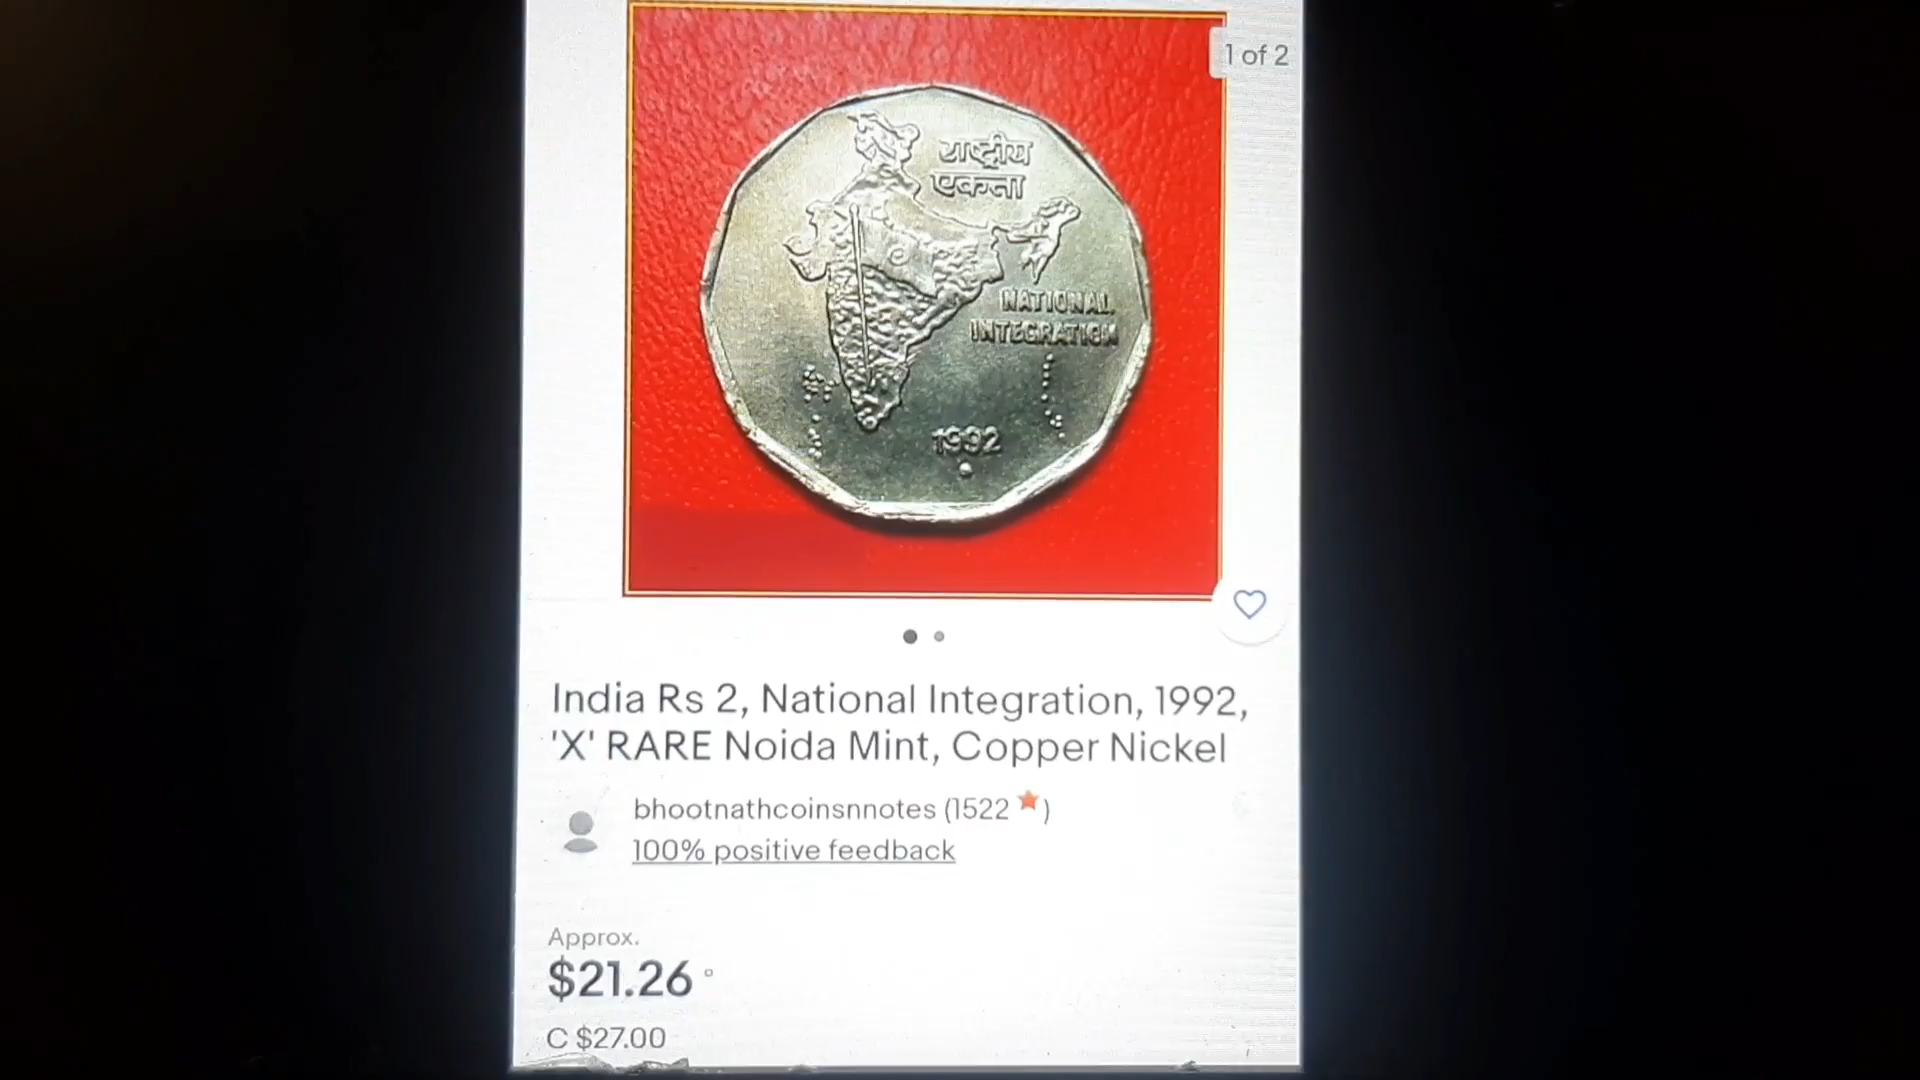 1 of 2
राष्ट्रीय
एकता
NATIONAL
INTEGRATION
1992
India Rs 2, National Integration, 1992,
'X' RARE Noida Mint, Copper Nickel
bhootnathcoinsnnotes (1522 ★)
100% positive feedback
Approx.
$21.26
C $27.00